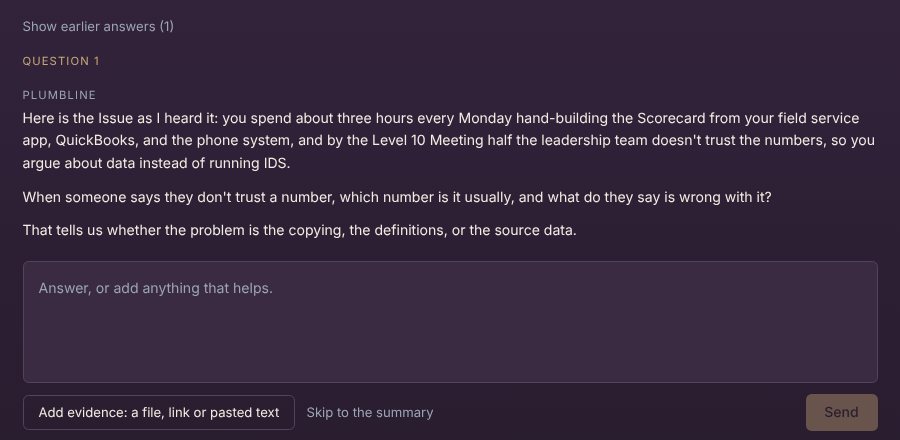 Show earlier answers (1)
QUESTION 1
PLUMBLINE
Here is the Issue as I heard it: you spend about three hours every Monday hand-building the Scorecard from your field service
app, QuickBooks, and the phone system, and by the Level 10 Meeting half the leadership team doesn't trust the numbers, so you
argue about data instead of running IDS.
When someone says they don't trust a number, which number is it usually, and what do they say is wrong with it?
That tells us whether the problem is the copying, the definitions, or the source data.
Answer, or add anything that helps.
Add evidence: a file, link or pasted text
Skip to the summary
Send